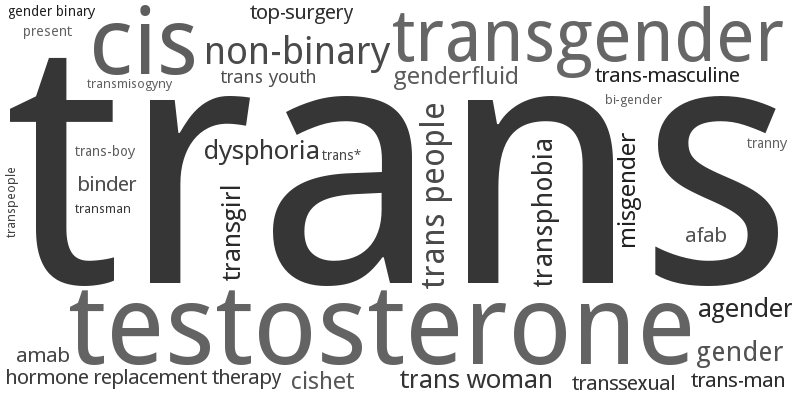 gender binary
top-surgery
present
cis
transgender
non-binary
transmisogyny
trans youth
genderfluid
trans-masculine
bi-gender
trans
trans-boy
dysphoria
trans*
trans people
transphobia
misgender
tranny
transpeople
binder
transman
transgirl
afab
testosterone
agender
amab
gender
hormone replacement therapy
cishet
trans woman
transsexual
trans-man